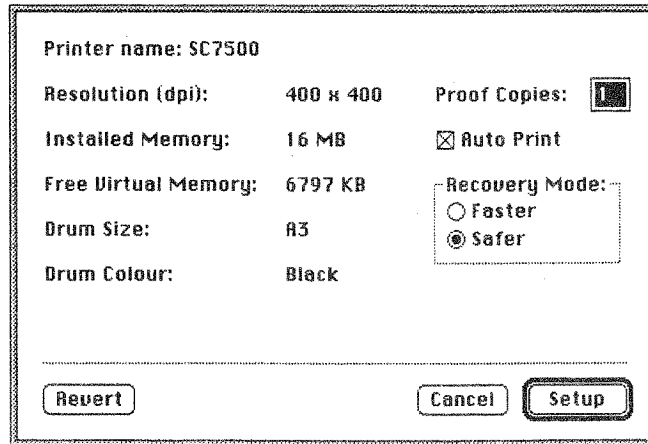 Printer name: SC7500
Resolution (dpi): 400 x 400 Proof Copies: 1
Installed Memory: 16 MB Auto Print
Free Virtual Memory: 6797 KB Recovery Mode:
Faster
Drum Size: A3 Safer
Drum Colour: Black
Revert Cancel Setup